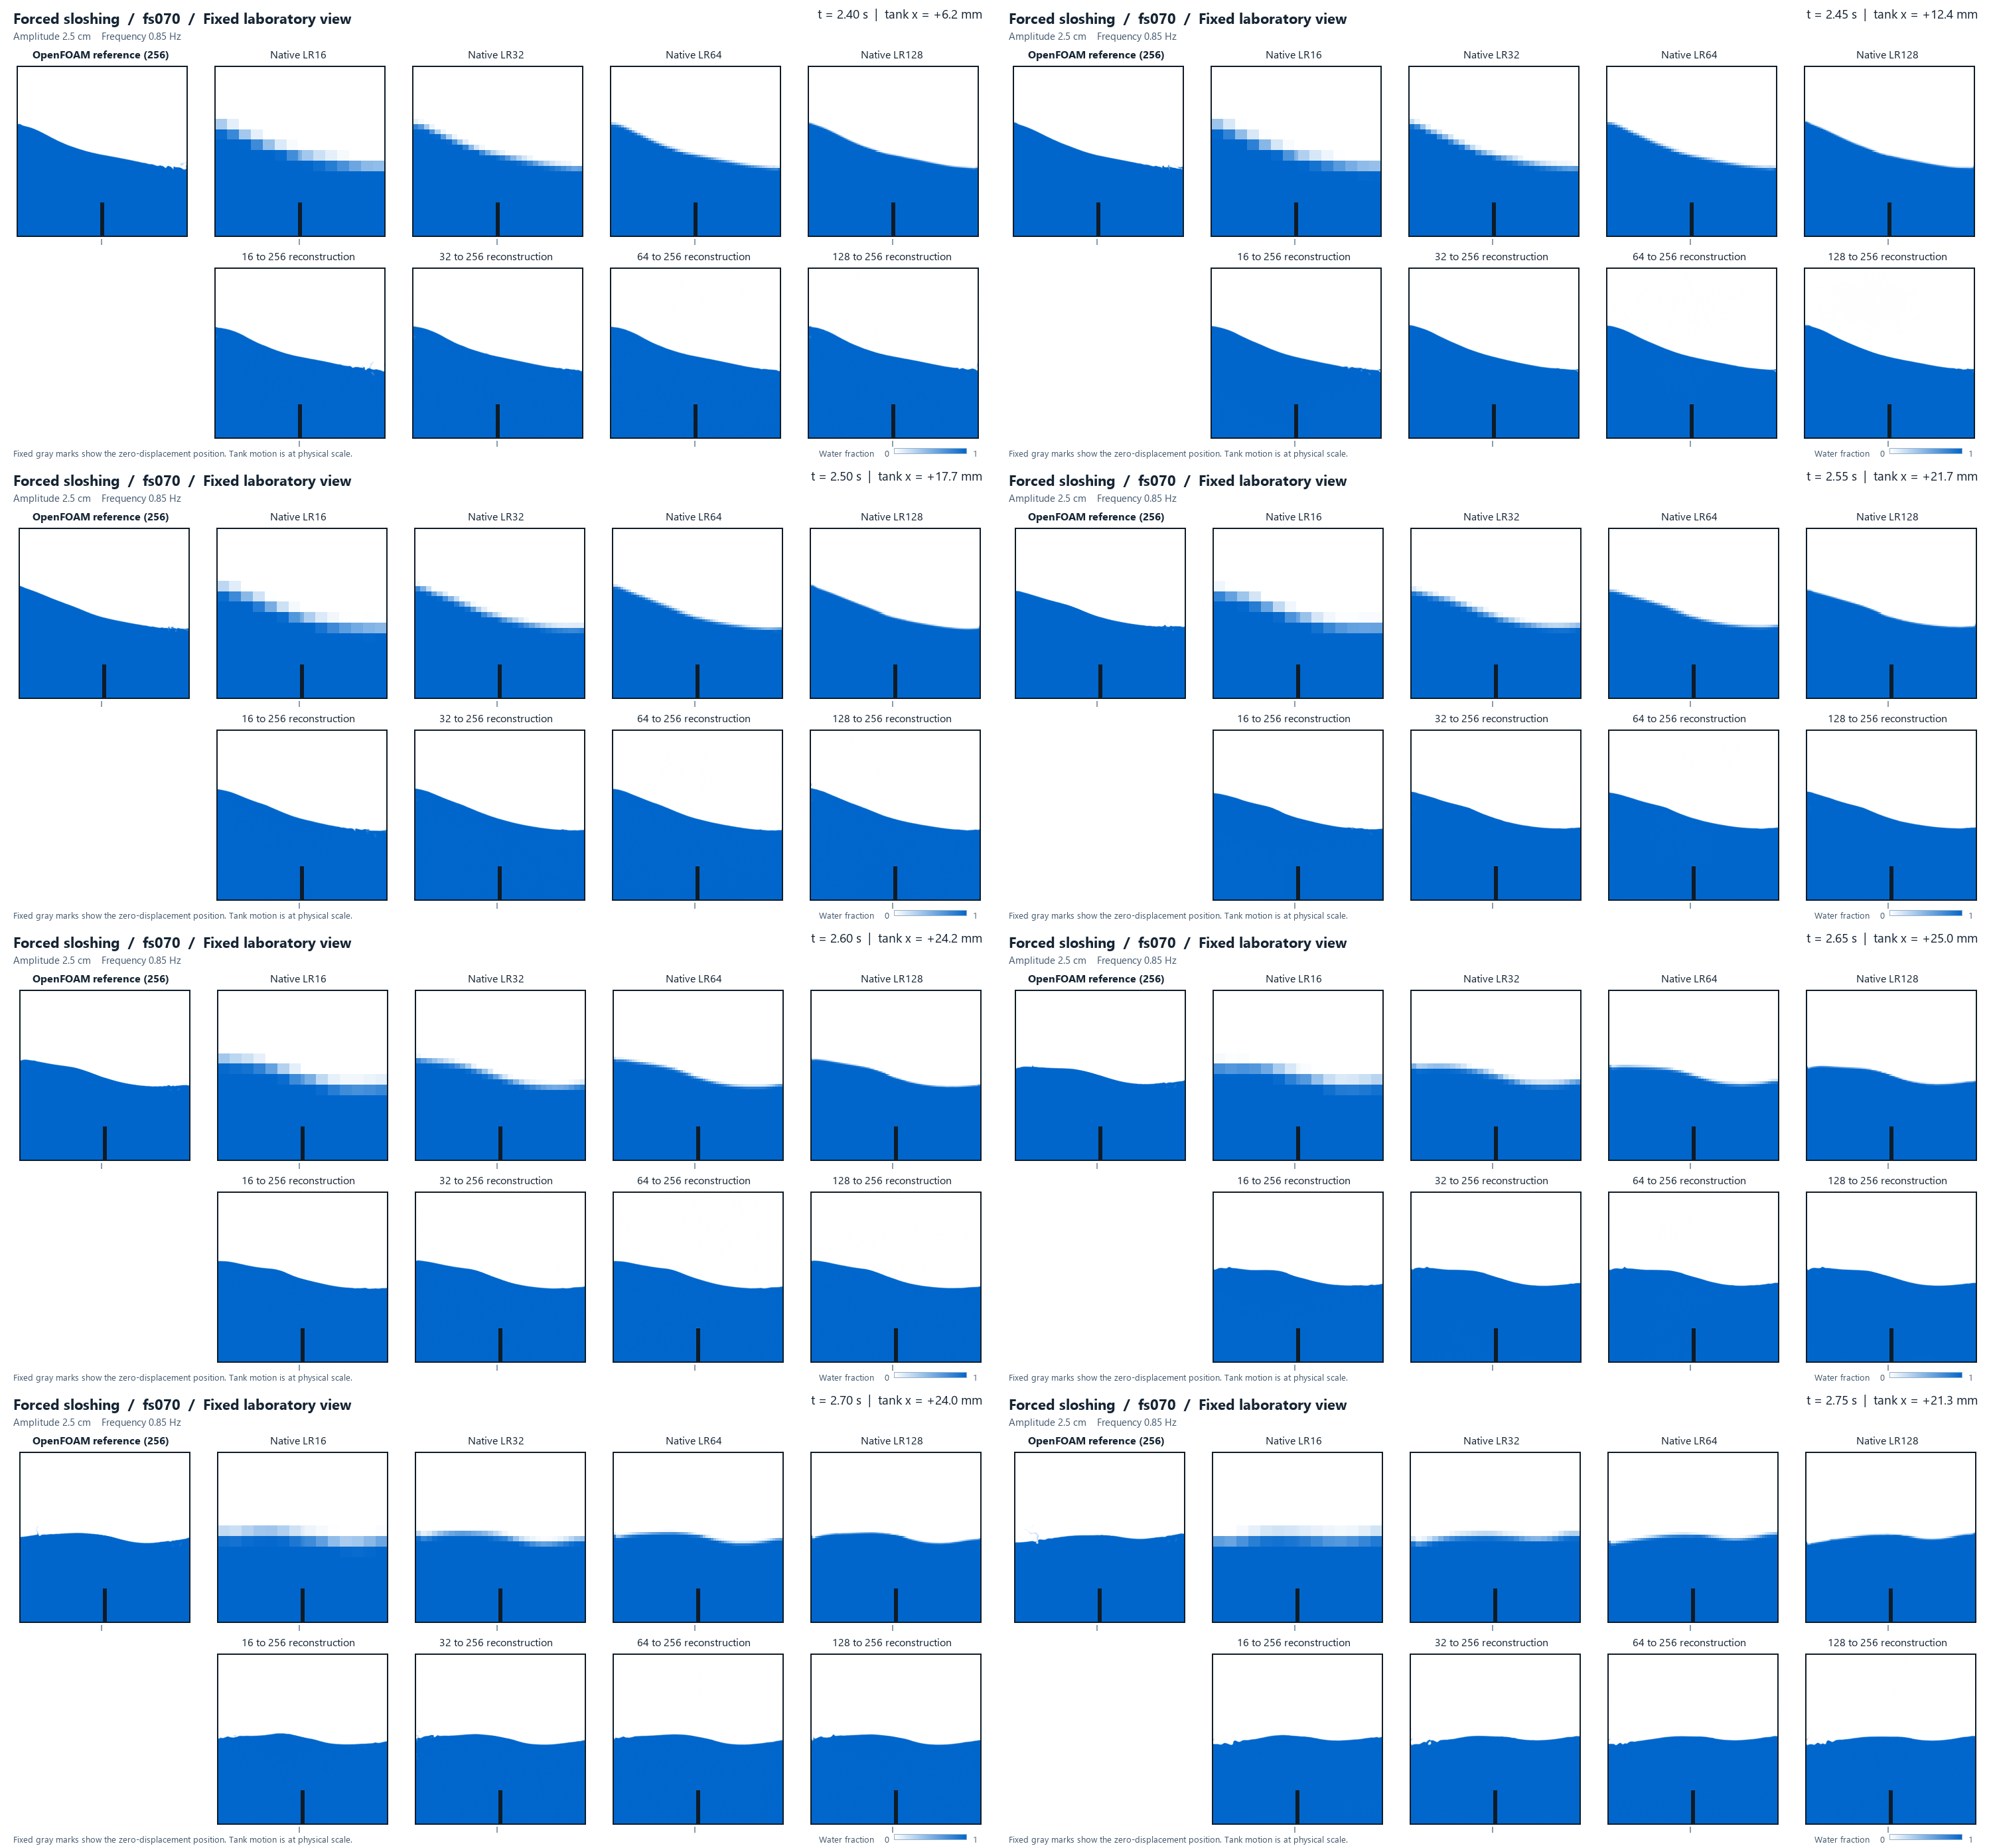 Forced sloshing / fs070 / Fixed laboratory view
t = 2.40 s | tank x = +6.2 mm
Amplitude 2.5 cm Frequency 0.85 Hz
OpenFOAM reference (256) Native LR16 Native LR32 Native LR64 Native LR128
16 to 256 reconstruction 32 to 256 reconstruction 64 to 256 reconstruction 128 to 256 reconstruction
Fixed gray marks show the zero-displacement position. Tank motion is at physical scale.
Water fraction 0 1
Forced sloshing / fs070 / Fixed laboratory view
t = 2.45 s | tank x = +12.4 mm
Amplitude 2.5 cm Frequency 0.85 Hz
OpenFOAM reference (256) Native LR16 Native LR32 Native LR64 Native LR128
16 to 256 reconstruction 32 to 256 reconstruction 64 to 256 reconstruction 128 to 256 reconstruction
Fixed gray marks show the zero-displacement position. Tank motion is at physical scale.
Water fraction 0 1
Forced sloshing / fs070 / Fixed laboratory view
t = 2.50 s | tank x = +17.7 mm
Amplitude 2.5 cm Frequency 0.85 Hz
OpenFOAM reference (256) Native LR16 Native LR32 Native LR64 Native LR128
16 to 256 reconstruction 32 to 256 reconstruction 64 to 256 reconstruction 128 to 256 reconstruction
Fixed gray marks show the zero-displacement position. Tank motion is at physical scale.
Water fraction 0 1
Forced sloshing / fs070 / Fixed laboratory view
t = 2.55 s | tank x = +21.7 mm
Amplitude 2.5 cm Frequency 0.85 Hz
OpenFOAM reference (256) Native LR16 Native LR32 Native LR64 Native LR128
16 to 256 reconstruction 32 to 256 reconstruction 64 to 256 reconstruction 128 to 256 reconstruction
Fixed gray marks show the zero-displacement position. Tank motion is at physical scale.
Water fraction 0 1
Forced sloshing / fs070 / Fixed laboratory view
t = 2.60 s | tank x = +24.2 mm
Amplitude 2.5 cm Frequency 0.85 Hz
OpenFOAM reference (256) Native LR16 Native LR32 Native LR64 Native LR128
16 to 256 reconstruction 32 to 256 reconstruction 64 to 256 reconstruction 128 to 256 reconstruction
Fixed gray marks show the zero-displacement position. Tank motion is at physical scale.
Water fraction 0 1
Forced sloshing / fs070 / Fixed laboratory view
t = 2.65 s | tank x = +25.0 mm
Amplitude 2.5 cm Frequency 0.85 Hz
OpenFOAM reference (256) Native LR16 Native LR32 Native LR64 Native LR128
16 to 256 reconstruction 32 to 256 reconstruction 64 to 256 reconstruction 128 to 256 reconstruction
Fixed gray marks show the zero-displacement position. Tank motion is at physical scale.
Water fraction 0 1
Forced sloshing / fs070 / Fixed laboratory view
t = 2.70 s | tank x = +24.0 mm
Amplitude 2.5 cm Frequency 0.85 Hz
OpenFOAM reference (256) Native LR16 Native LR32 Native LR64 Native LR128
16 to 256 reconstruction 32 to 256 reconstruction 64 to 256 reconstruction 128 to 256 reconstruction
Fixed gray marks show the zero-displacement position. Tank motion is at physical scale.
Water fraction 0 1
Forced sloshing / fs070 / Fixed laboratory view
t = 2.75 s | tank x = +21.3 mm
Amplitude 2.5 cm Frequency 0.85 Hz
OpenFOAM reference (256) Native LR16 Native LR32 Native LR64 Native LR128
16 to 256 reconstruction 32 to 256 reconstruction 64 to 256 reconstruction 128 to 256 reconstruction
Fixed gray marks show the zero-displacement position. Tank motion is at physical scale.
Water fraction 0 1